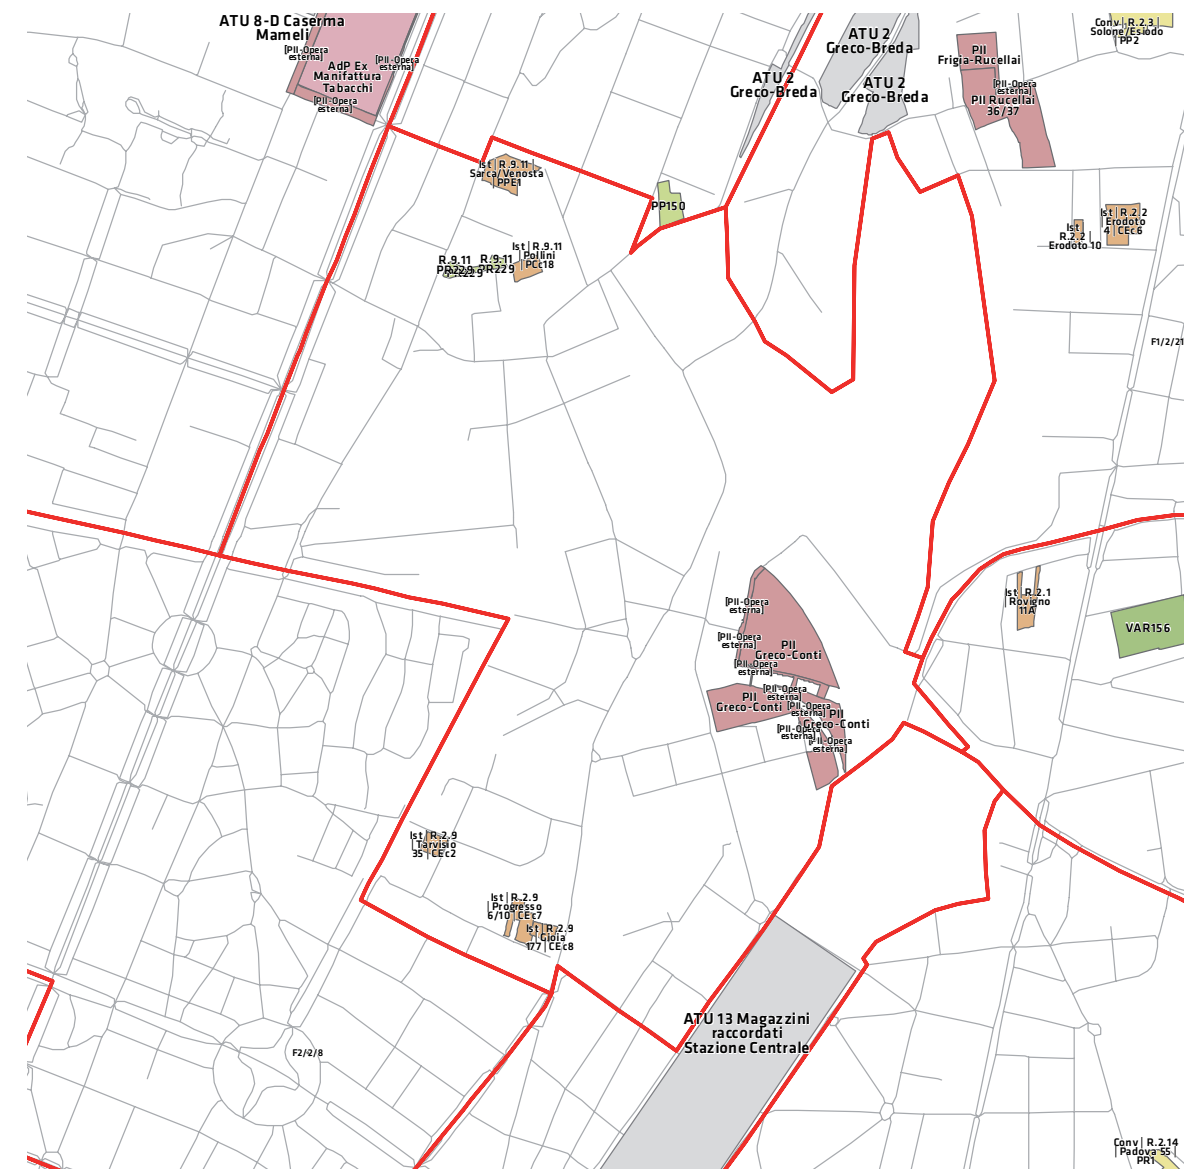 ATU 8-D Caserma
Mameli
[PII-Opera
esterna]
[PII-Opera
esterna]
AdP Ex
Manifattura
Tabacchi
[PII-Opera
esterna]
ATU 2
Greco-Breda
ATU 2
Greco-Breda
ATU 2
Greco-Breda
PII
Frigia-Rucellai
[PII-Opera
esterna]
PII Rucellai
36/37
Conv | R.2.3 |
Solone/Esiodo
PP2
Ist | R.9.11 |
Sarca/Venosta
PPE1
PP150
Ist | R.2.2
| Erodoto
4 | CEc6
Ist |
R.2.2 |
Erodoto 10
Ist | R.9.11
| Pollini
| PCc18
R.9.11
PR229
R.9.11
PR229
F1/2/21
Ist | R.2.1
| Rovigno
11A
VAR156
[PII-Opera
esterna]
[PII-Opera
esterna]
PII
Greco-Conti
[PII-Opera
esterna]
PII
Greco-Conti
[PII-Opera
esterna]
[PII-Opera
esterna]
PII
Greco-Conti
[PII-Opera
esterna]
[PII-Opera
esterna]
Ist | R.2.9
| Tarvisio
35 | CEc2
Ist | R.2.9
| Progresso
6/10 | CEc7
Ist | R.2.9
| Gioia
177 | CEc8
ATU 13 Magazzini
raccordati
Stazione Centrale
F2/2/8
Conv | R.2.14
| Padova 55 |
PR1